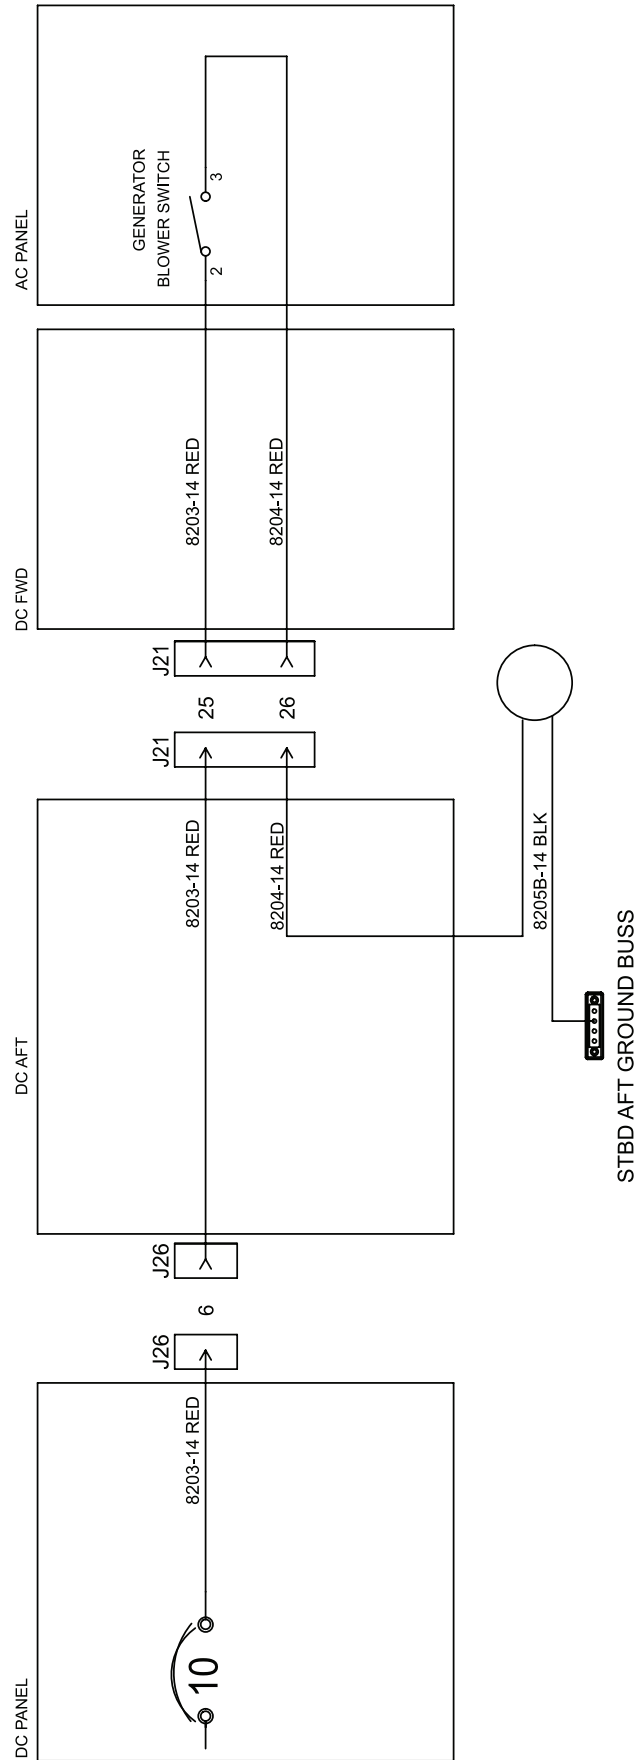 DC PANEL
10
8203-14 RED
J26
6
J26
DC AFT
8203-14 RED
8204-14 RED
J21
25
26
J21
DC FWD
8203-14 RED
8204-14 RED
AC PANEL
GENERATOR
BLOWER SWITCH
2
3
8205B-14 BLK
STBD AFT GROUND BUSS